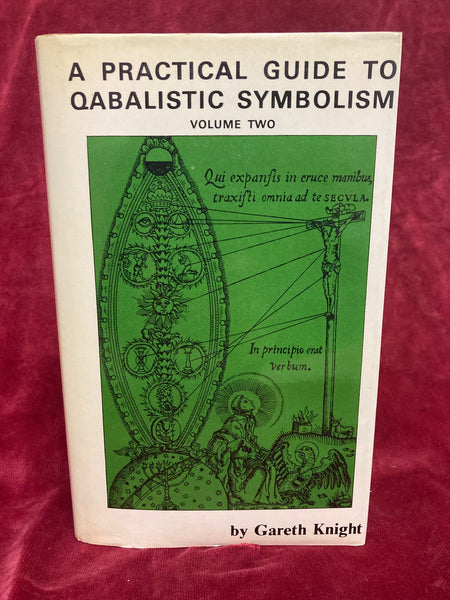 A PRACTICAL GUIDE TO
QABALISTIC SYMBOLISM
VOLUME TWO
Qui expansis in cruce manibus,
traxisti omnia ad te SECVLA.
In principio erat
Verbum.
by Gareth Knight